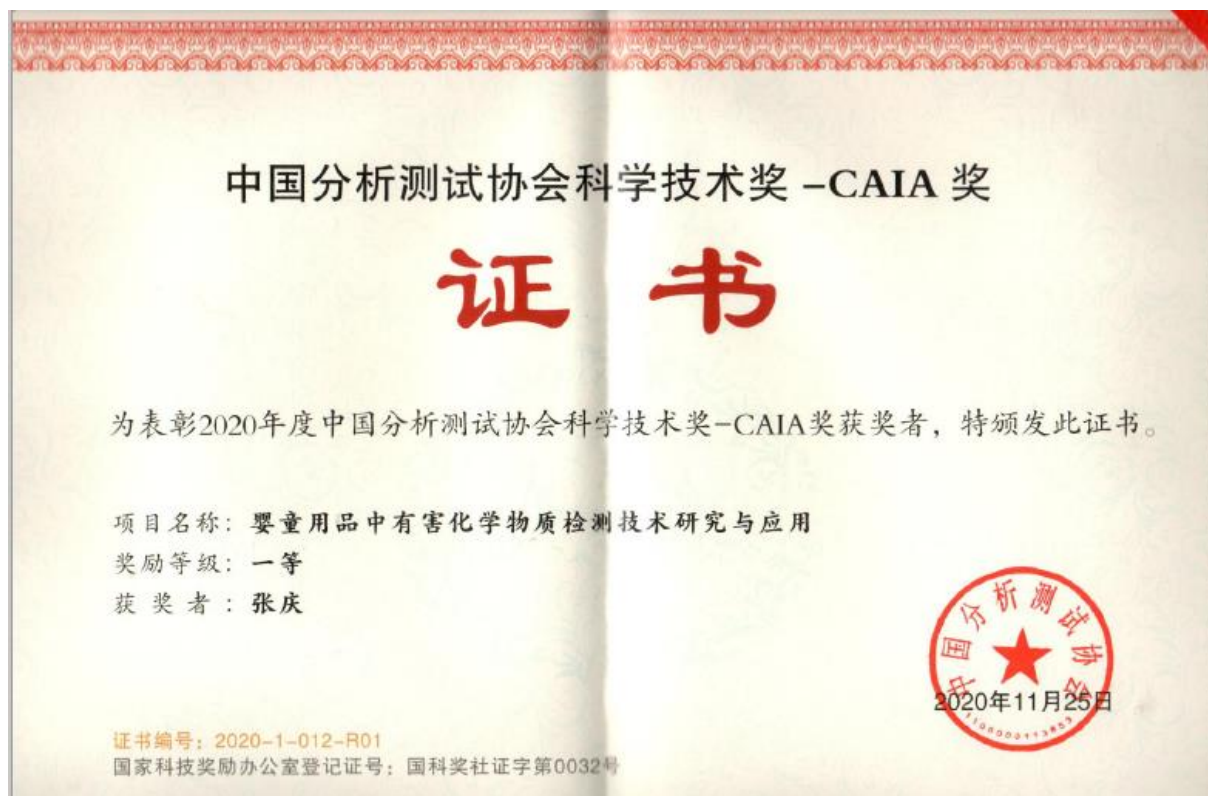 中国分析测试协会科学技术奖-CAIA 奖
证 书
为表彰2020年度中国分析测试协会科学技术奖-CAIA奖获奖者，特颁发此证书。
项目名称：婴童用品中有害化学物质检测技术研究与应用
奖励等级：一等
获 奖 者 ：张庆
中国分析测试协会
2020年11月25日
证书编号：2020-1-012-R01
国家科技奖励办公室登记证号：国科奖社证字第0032号